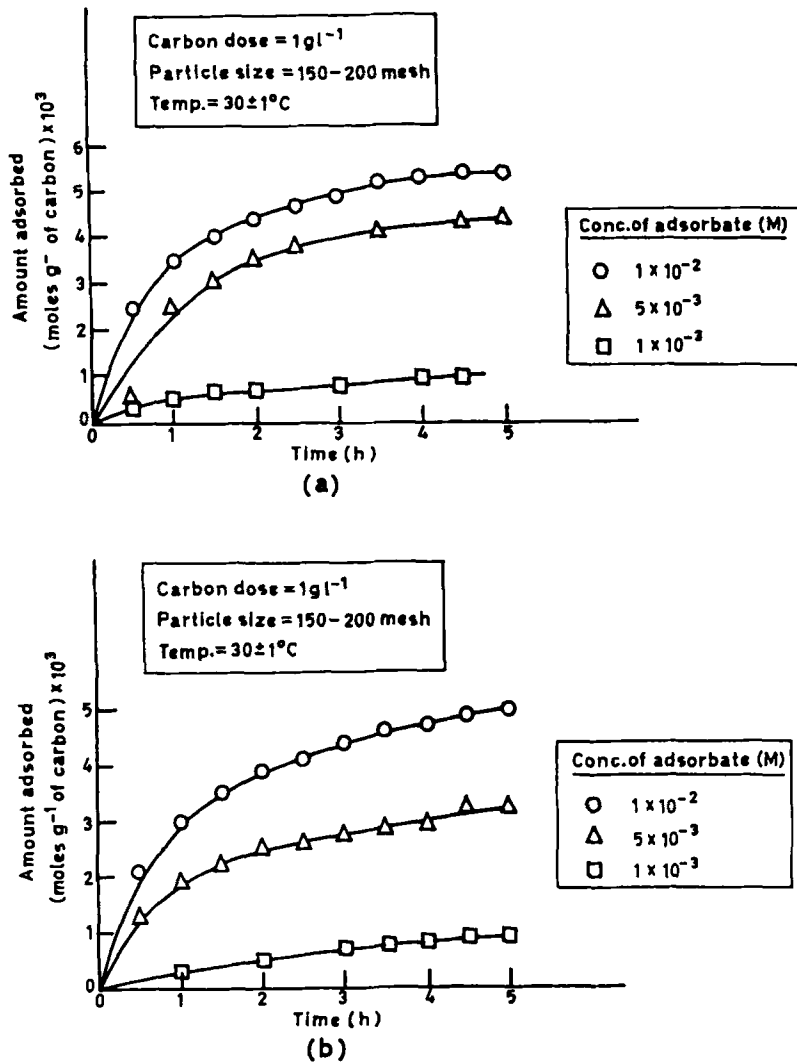 Carbon dose = 1 gl⁻¹
Particle size = 150-200 mesh
Temp. = 30±1°C
Amount adsorbed
(moles g⁻ of carbon) × 10³
6
5
4
3
2
1
0
0 1 2 3 4 5
Time (h)
(a)
Conc. of adsorbate (M)
1 × 10⁻²
5 × 10⁻³
1 × 10⁻³
Carbon dose = 1 gl⁻¹
Particle size = 150-200 mesh
Temp. = 30±1°C
Amount adsorbed
(moles g⁻¹ of carbon) × 10³
5
4
3
2
1
0
0 1 2 3 4 5
Time (h)
(b)
Conc. of adsorbate (M)
1 × 10⁻²
5 × 10⁻³
1 × 10⁻³